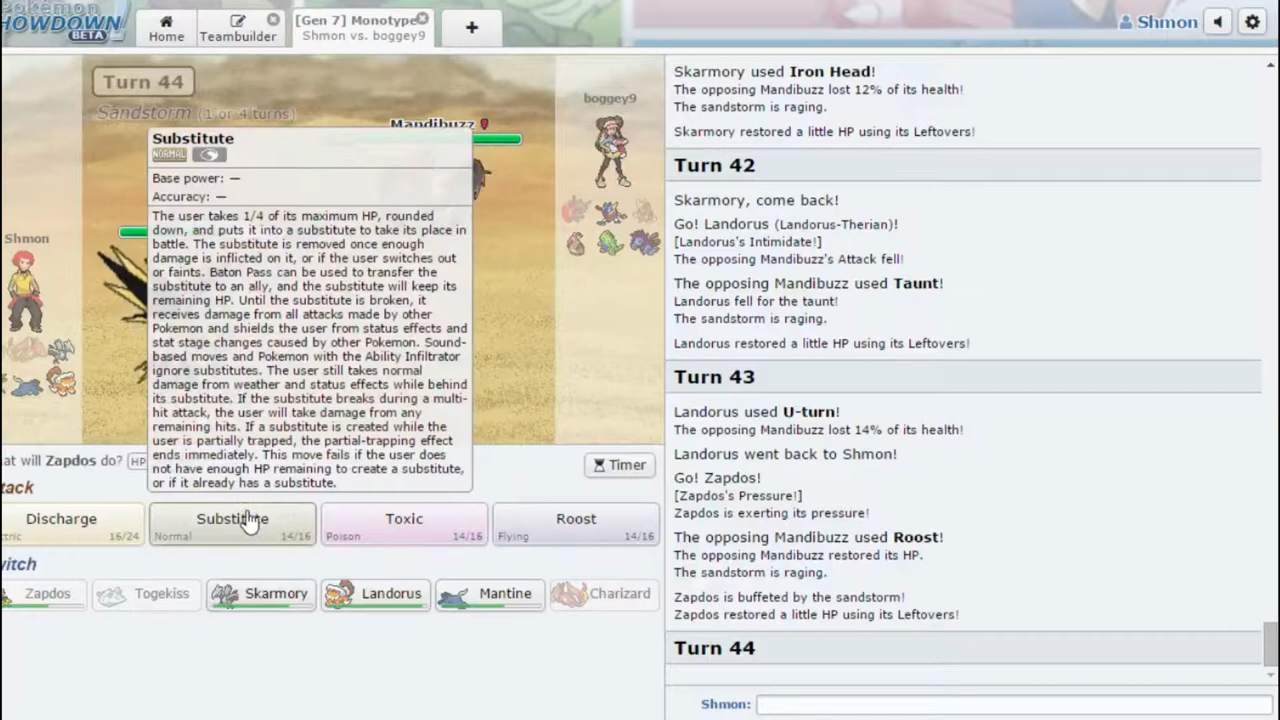 Pokémon
HOWDOWN
BETA
Home
Teambuilder
[Gen 7] Monotype
Shmon vs. boggey9
+
Shmon
Turn 44
Sandstorm (1 or 4 turns)
Mandibuzz
boggey9
Shmon
Substitute
NORMAL
Base power: —
Accuracy: —
The user takes 1/4 of its maximum HP, rounded
down, and puts it into a substitute to take its place in
battle. The substitute is removed once enough
damage is inflicted on it, or if the user switches out
or faints. Baton Pass can be used to transfer the
substitute to an ally, and the substitute will keep its
remaining HP. Until the substitute is broken, it
receives damage from all attacks made by other
Pokemon and shields the user from status effects and
stat stage changes caused by other Pokemon. Sound-
based moves and Pokemon with the Ability Infiltrator
ignore substitutes. The user still takes normal
damage from weather and status effects while behind
its substitute. If the substitute breaks during a multi-
hit attack, the user will take damage from any
remaining hits. If a substitute is created while the
user is partially trapped, the partial-trapping effect
ends immediately. This move fails if the user does
not have enough HP remaining to create a substitute,
or if it already has a substitute.
at will Zapdos do? HP
Timer
tack
Discharge
tric 16/24
Substitute
Normal 14/16
Toxic
Poison 14/16
Roost
Flying 14/16
witch
Zapdos
Togekiss
Skarmory
Landorus
Mantine
Charizard
Skarmory used Iron Head!
The opposing Mandibuzz lost 12% of its health!
The sandstorm is raging.
Skarmory restored a little HP using its Leftovers!
Turn 42
Skarmory, come back!
Go! Landorus (Landorus-Therian)!
[Landorus's Intimidate!]
The opposing Mandibuzz's Attack fell!
The opposing Mandibuzz used Taunt!
Landorus fell for the taunt!
The sandstorm is raging.
Landorus restored a little HP using its Leftovers!
Turn 43
Landorus used U-turn!
The opposing Mandibuzz lost 14% of its health!
Landorus went back to Shmon!
Go! Zapdos!
[Zapdos's Pressure!]
Zapdos is exerting its pressure!
The opposing Mandibuzz used Roost!
The opposing Mandibuzz restored its HP.
The sandstorm is raging.
Zapdos is buffeted by the sandstorm!
Zapdos restored a little HP using its Leftovers!
Turn 44
Shmon: